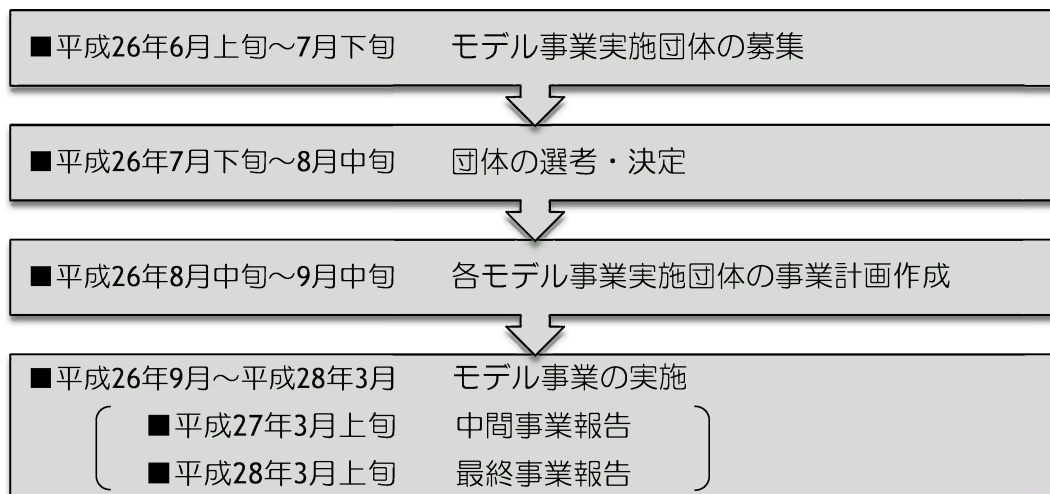 ■平成26年6月上旬～7月下旬　モデル事業実施団体の募集
■平成26年7月下旬～8月中旬　団体の選考・決定
■平成26年8月中旬～9月中旬　各モデル事業実施団体の事業計画作成
■平成26年9月～平成28年3月　モデル事業の実施
■平成27年3月上旬　中間事業報告
■平成28年3月上旬　最終事業報告